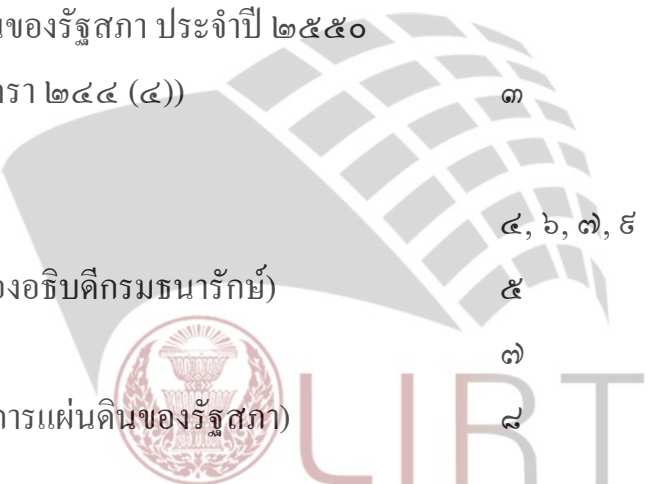 นของรัฐสภา ประจำปี ๒๕๕๐
ตรา ๒๔๔ (๔)) ๓
๔, ๖, ๗, ๙
องอธิบดีกรมธนารักษ์) ๕
๗
การแผ่นดินของรัฐสภา) ๘
LIRT